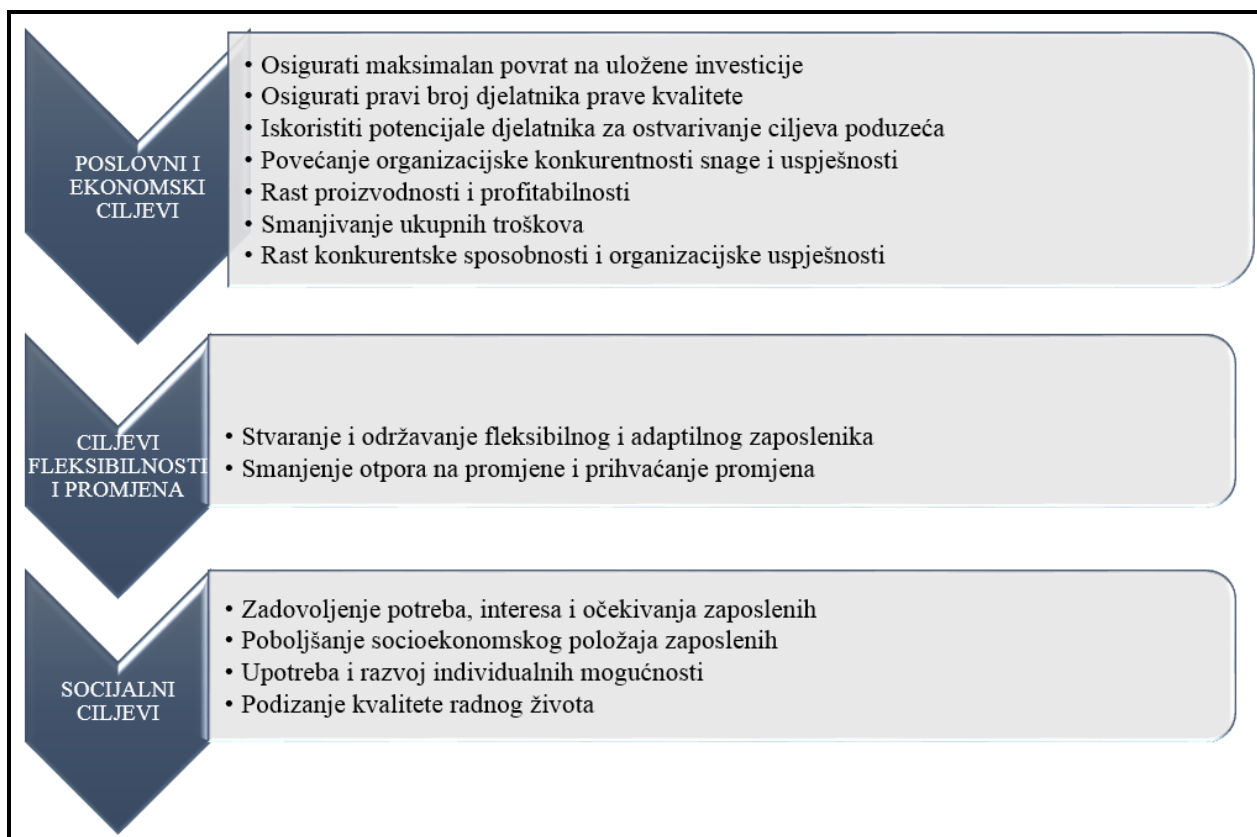 POSLOVNI I
EKONOMSKI
CILJEVI
• Osigurati maksimalan povrat na uložene investicije
• Osigurati pravi broj djelatnika prave kvalitete
• Iskoristiti potencijale djelatnika za ostvarivanje ciljeva poduzeća
• Povećanje organizacijske konkurentnosti snage i uspješnosti
• Rast proizvodnosti i profitabilnosti
• Smanjivanje ukupnih troškova
• Rast konkurentske sposobnosti i organizacijske uspješnosti
CILJEVI
FLEKSIBILNOSTI
I PROMJENA
• Stvaranje i održavanje fleksibilnog i adaptilnog zaposlenika
• Smanjenje otpora na promjene i prihvaćanje promjena
SOCIJALNI
CILJEVI
• Zadovoljenje potreba, interesa i očekivanja zaposlenih
• Poboljšanje socioekonomskog položaja zaposlenih
• Upotreba i razvoj individualnih mogućnosti
• Podizanje kvalitete radnog života